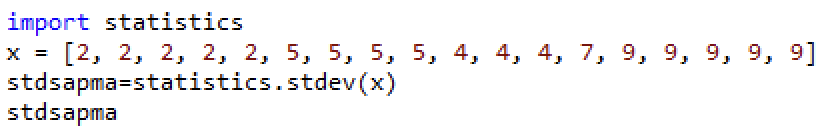 import statistics
x = [2, 2, 2, 2, 2, 5, 5, 5, 5, 4, 4, 4, 7, 9, 9, 9, 9, 9]
stdsapma=statistics.stdev(x)
stdsapma